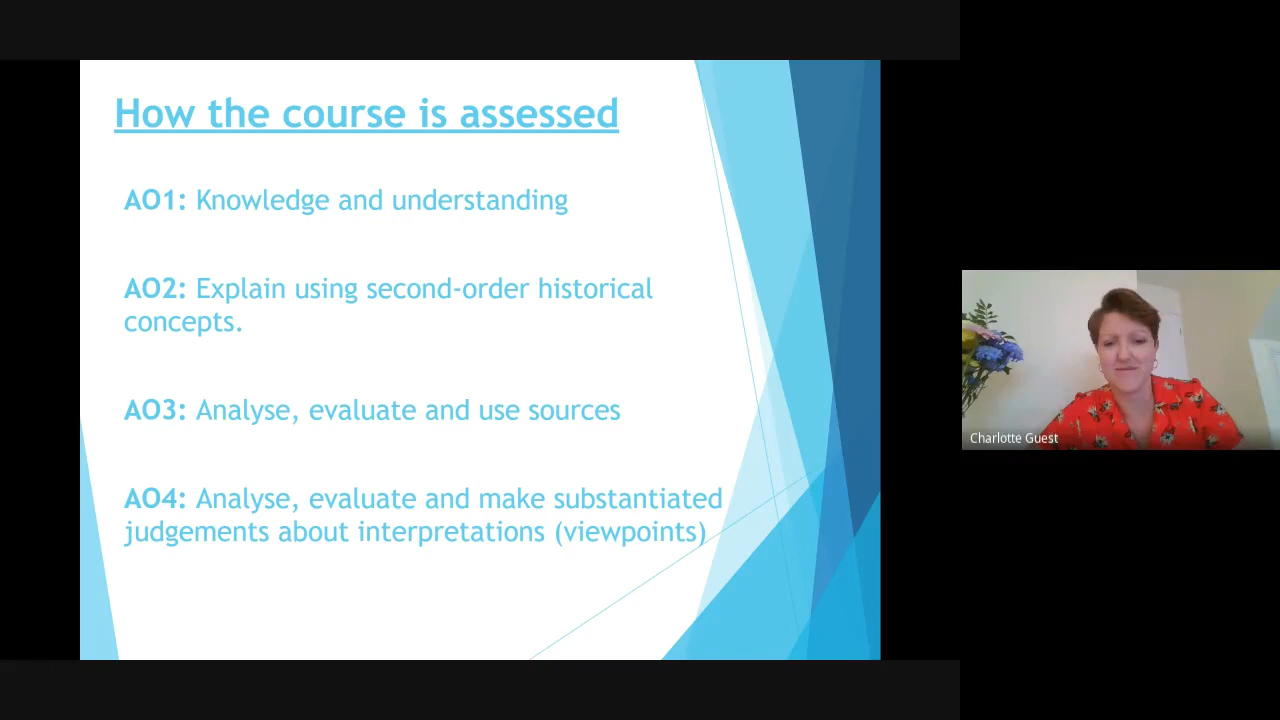 How the course is assessed
AO1: Knowledge and understanding
AO2: Explain using second-order historical
concepts.
AO3: Analyse, evaluate and use sources
AO4: Analyse, evaluate and make substantiated
judgements about interpretations (viewpoints)
Charlotte Guest